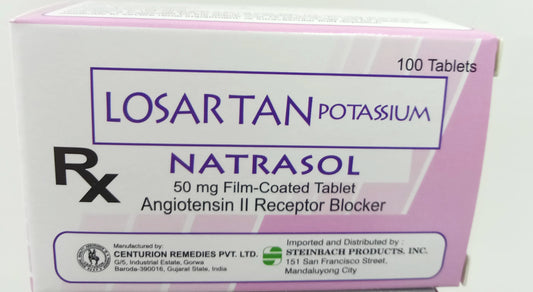 100 Tablets
LOSARTAN POTASSIUM
Rx
NATRASOL
50 mg Film-Coated Tablet
Angiotensin II Receptor Blocker
Manufactured by:
CENTURION REMEDIES PVT. LTD.
G/5, Industrial Estate, Gorwa
Baroda-390016, Gujarat State, India
Imported and Distributed by :
STEINBACH PRODUCTS, INC.
151 San Francisco Street,
Mandaluyong City